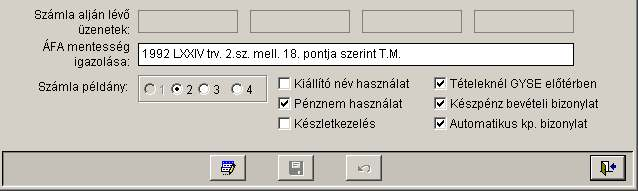 Számla alján lévő
üzenetek:
ÁFA mentesség
igazolása:
1992 LXXIV trv. 2.sz. mell. 18. pontja szerint T.M.
Számla példány: 1 2 3 4
Kiállító név használat
Tételeknél GYSE előtérben
Pénznem használat
Készpénz bevételi bizonylat
Készletkezelés
Automatikus kp. bizonylat